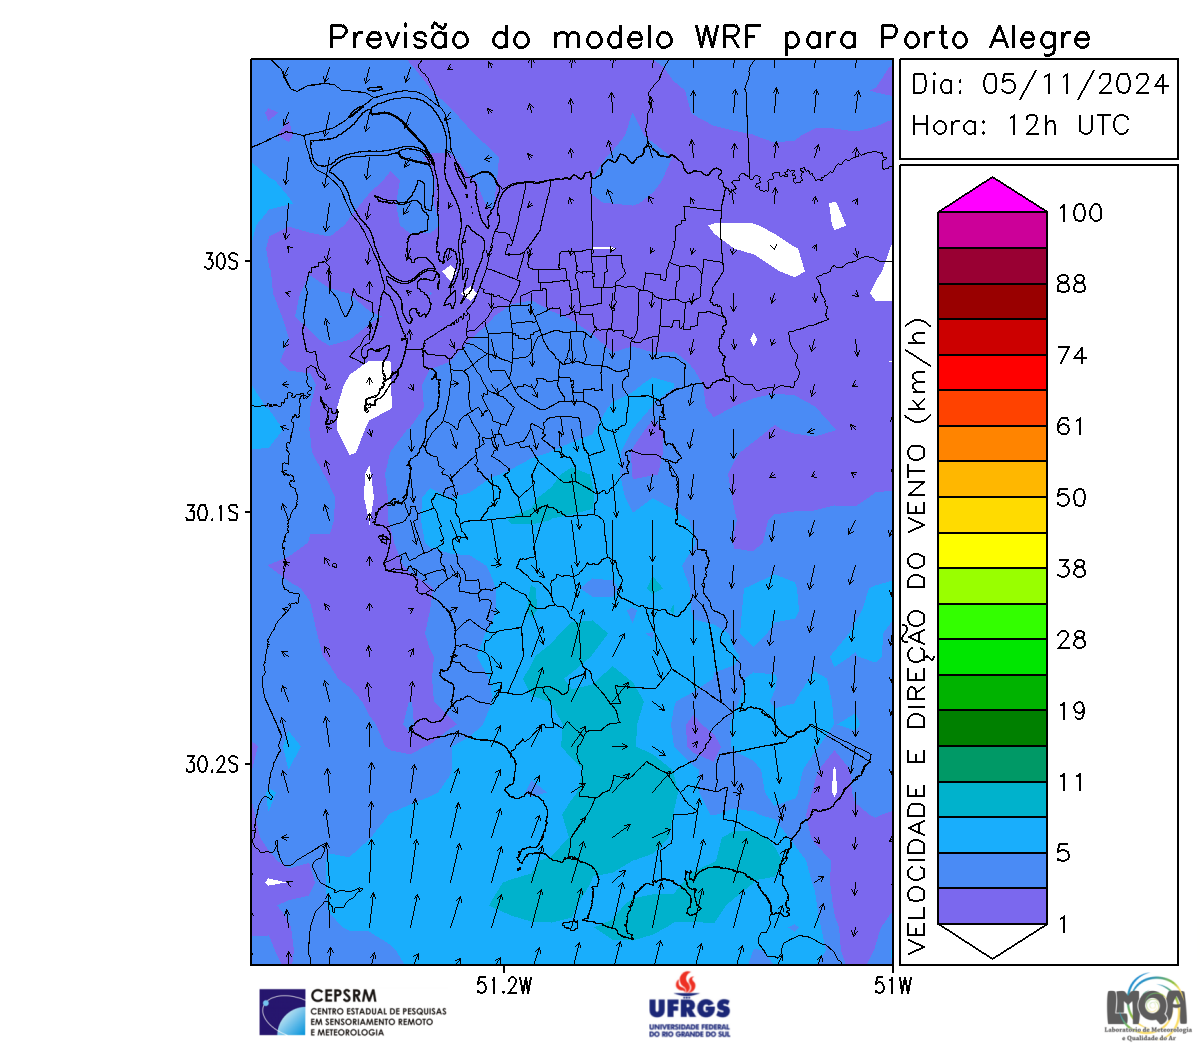 Previsão do modelo WRF para Porto Alegre
Dia: 05/11/2024
Hora: 12h UTC
100
88
74
61
50
38
28
19
11
5
1
VELOCIDADE E DIREÇÃO DO VENTO (km/h)
30S
30.1S
30.2S
51.2W
51W
CEPSRM
CENTRO ESTADUAL DE PESQUISAS
EM SENSORIAMENTO REMOTO
E METEOROLOGIA
UFRGS
UNIVERSIDADE FEDERAL
DO RIO GRANDE DO SUL
LMQA
Laboratório de Meteorologia
e Qualidade do Ar